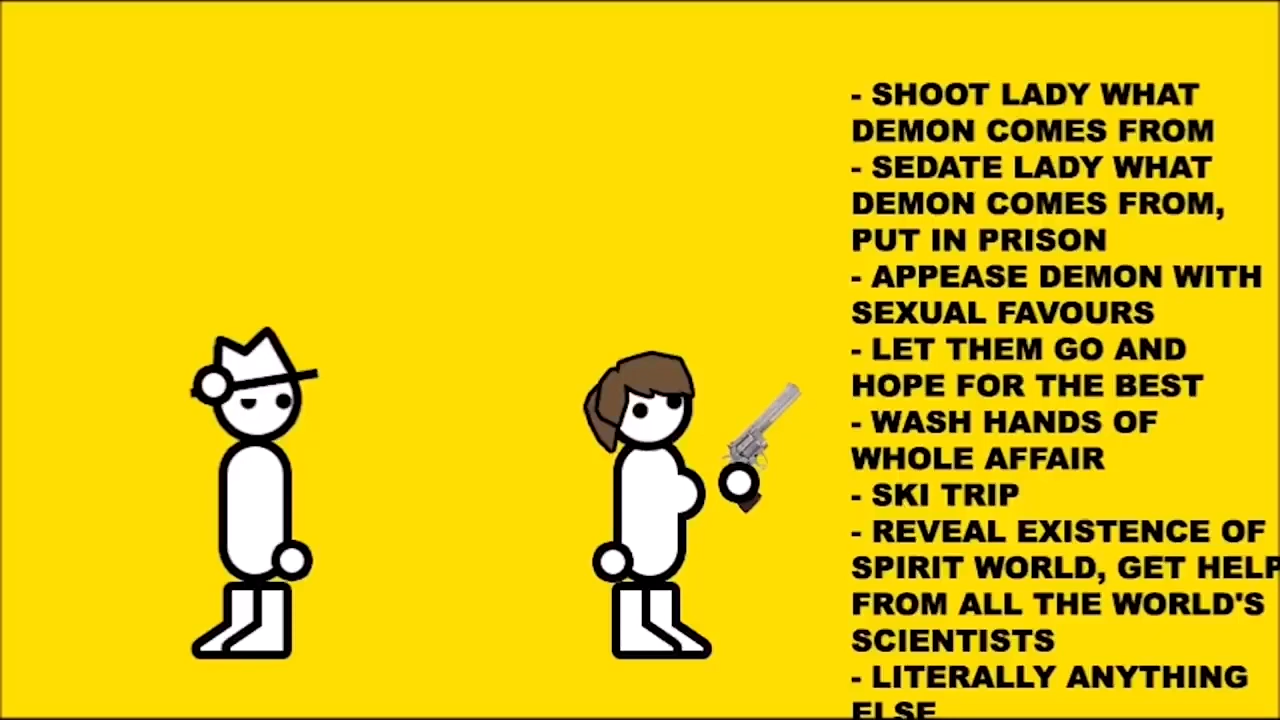 - SHOOT LADY WHAT
DEMON COMES FROM
- SEDATE LADY WHAT
DEMON COMES FROM,
PUT IN PRISON
- APPEASE DEMON WITH
SEXUAL FAVOURS
- LET THEM GO AND
HOPE FOR THE BEST
- WASH HANDS OF
WHOLE AFFAIR
- SKI TRIP
- REVEAL EXISTENCE OF
SPIRIT WORLD, GET HELP
FROM ALL THE WORLD'S
SCIENTISTS
- LITERALLY ANYTHING
ELSE